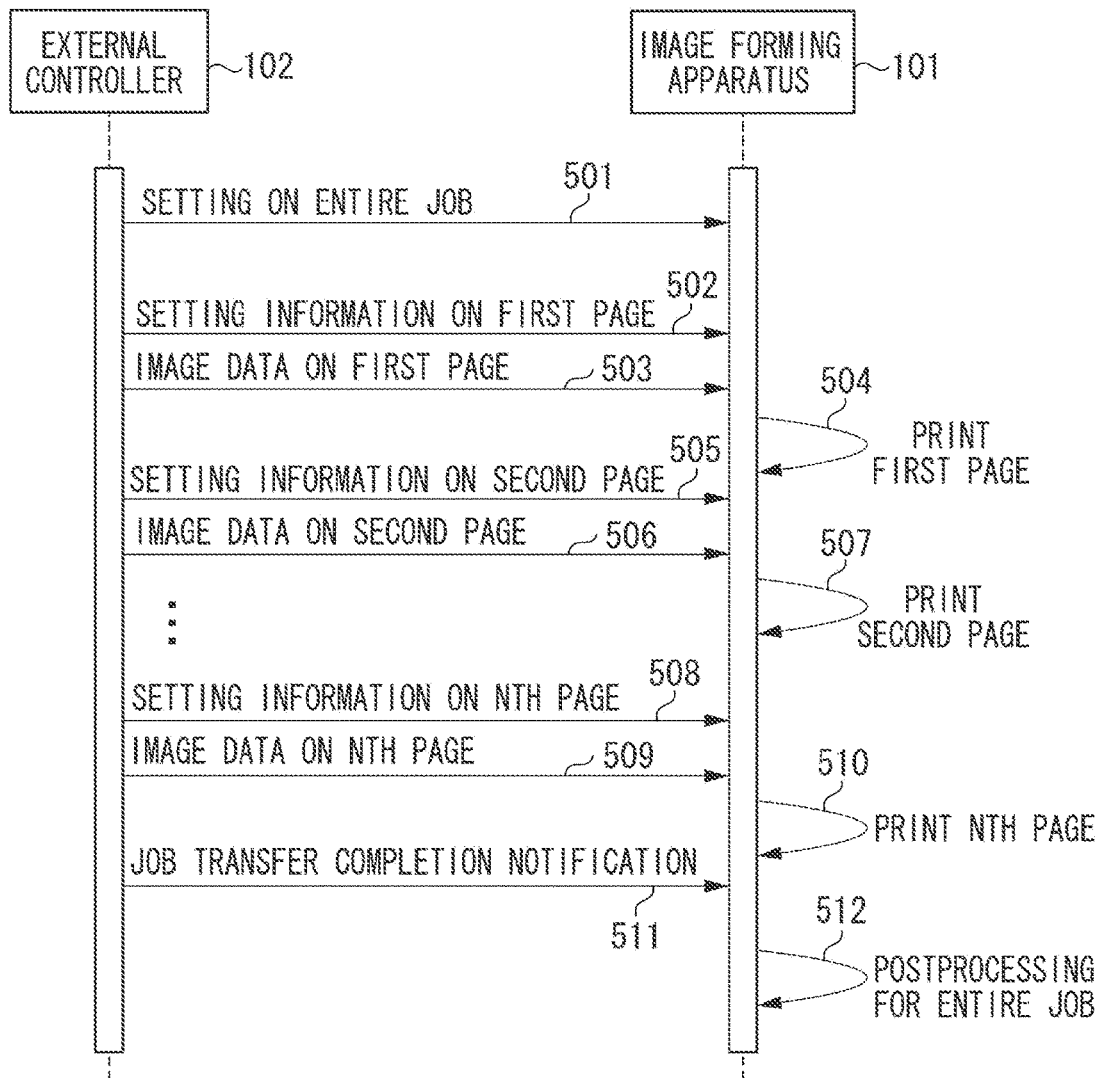 EXTERNAL
CONTROLLER
102
IMAGE FORMING
APPARATUS
101
SETTING ON ENTIRE JOB
501
SETTING INFORMATION ON FIRST PAGE
502
IMAGE DATA ON FIRST PAGE
503
504
PRINT
FIRST PAGE
SETTING INFORMATION ON SECOND PAGE
505
IMAGE DATA ON SECOND PAGE
506
507
PRINT
SECOND PAGE
SETTING INFORMATION ON NTH PAGE
508
IMAGE DATA ON NTH PAGE
509
510
PRINT NTH PAGE
JOB TRANSFER COMPLETION NOTIFICATION
511
512
POSTPROCESSING
FOR ENTIRE JOB